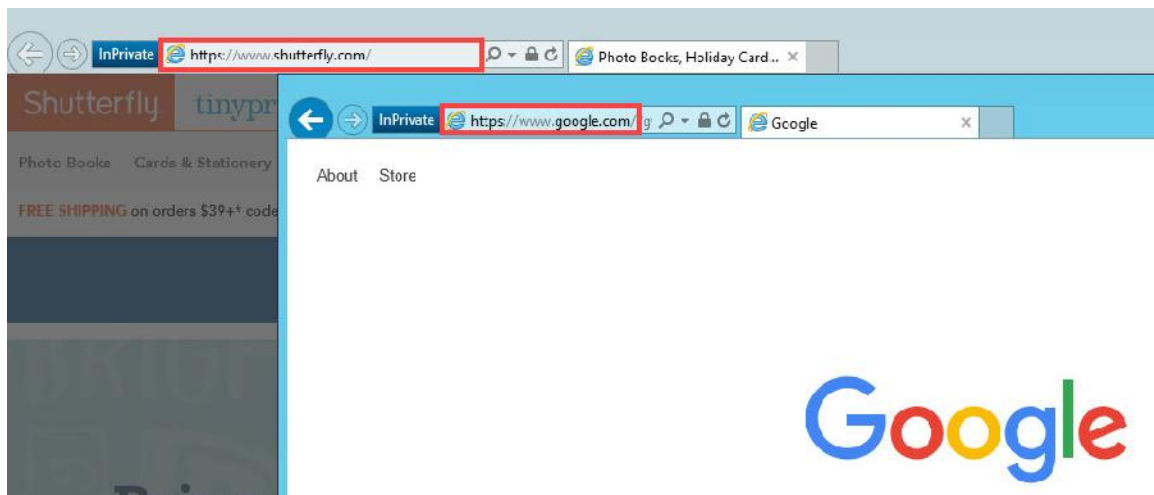 InPrivate https://www.shutterfly.com/ Photo Books, Holiday Card...
Shutterfly tinypr
InPrivate https://www.google.com/ Google
Photo Books Cards & Stationery
About Store
FREE SHIPPING on orders $39+† code
Google